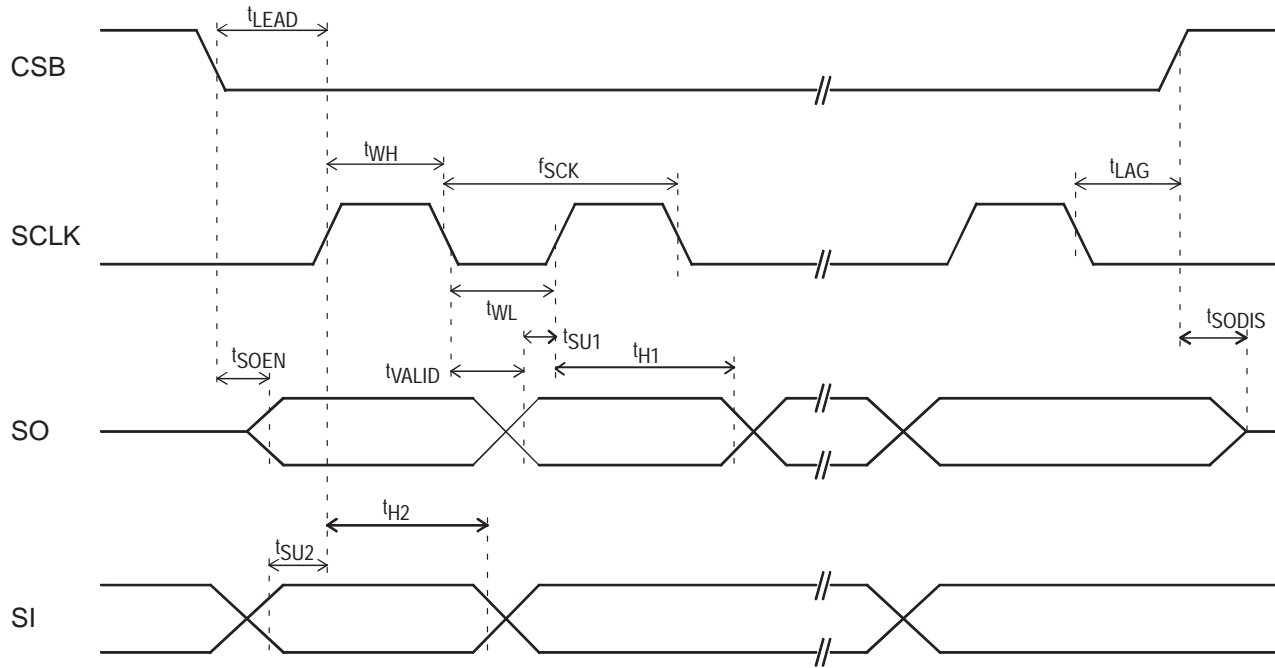 tLEAD
CSB
tWH
fSCK
tLAG
SCLK
tWL
tSU1
tSODIS
tSOEN
tVALID
tH1
SO
tH2
tSU2
SI